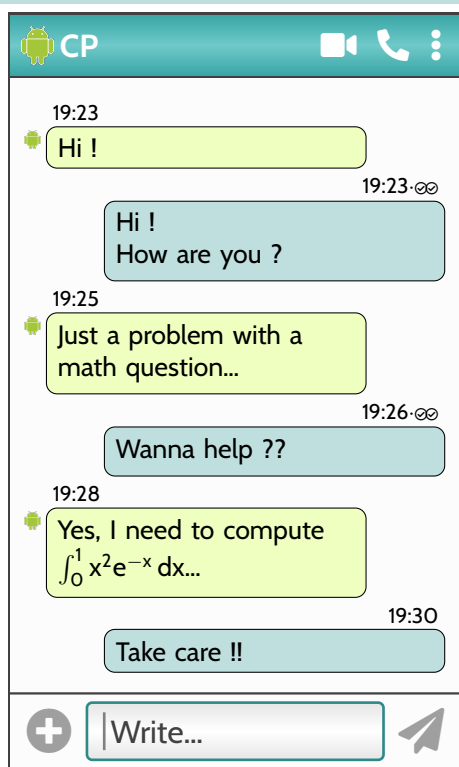 CP
19:23
Hi !
19:23
Hi !
How are you ?
19:25
Just a problem with a
math question...
19:26
Wanna help ??
19:28
Yes, I need to compute
∫₀¹ x²e⁻ˣ dx...
19:30
Take care !!
Write...